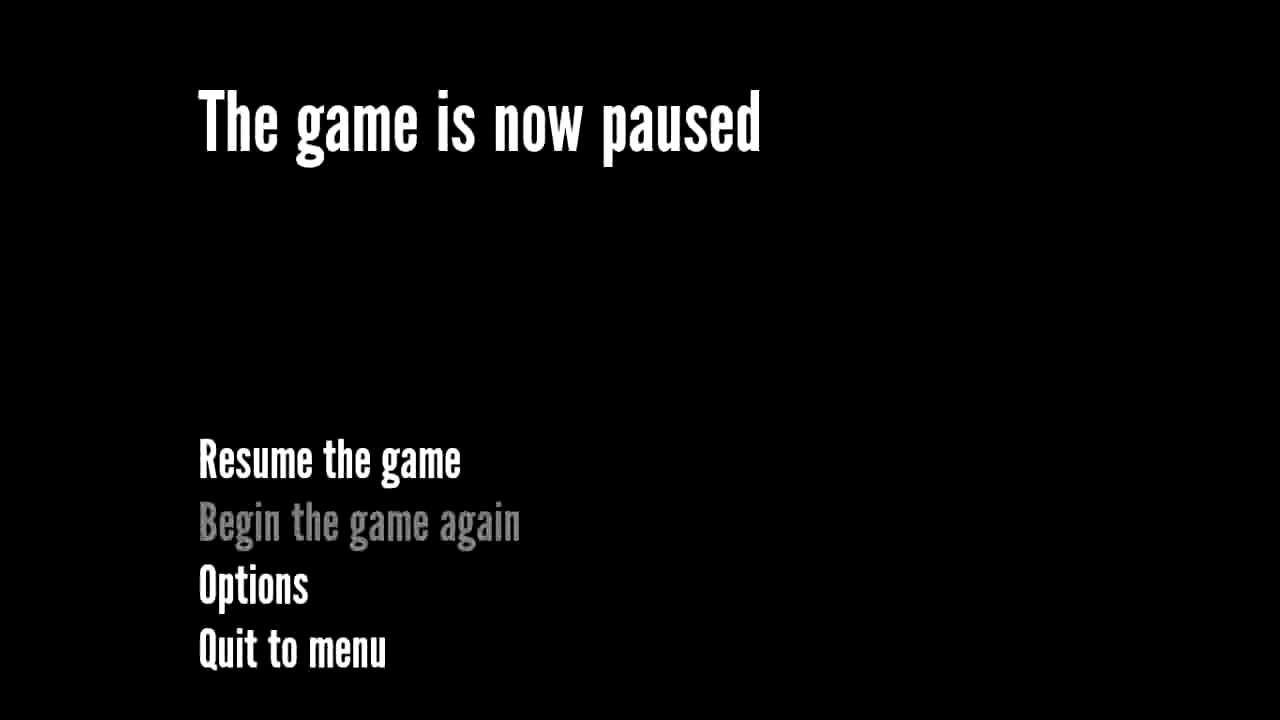 The game is now paused
Resume the game
Begin the game again
Options
Quit to menu